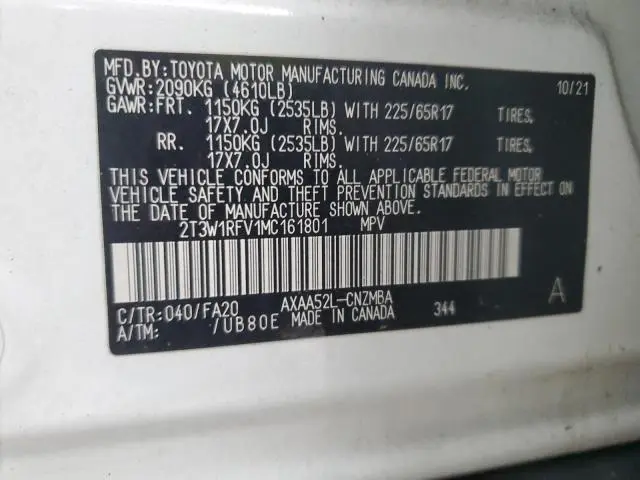 MFD.BY:TOYOTA MOTOR MANUFACTURING CANADA INC. 10/21
GVWR:2090KG (4610LB)
GAWR:FRT. 1150KG (2535LB) WITH 225/65R17 TIRES,
17X7.0J RIMS.
RR. 1150KG (2535LB) WITH 225/65R17 TIRES,
17X7.0J RIMS.
THIS VEHICLE CONFORMS TO ALL APPLICABLE FEDERAL MOTOR
VEHICLE SAFETY AND THEFT PREVENTION STANDARDS IN EFFECT ON
THE DATE OF MANUFACTURE SHOWN ABOVE.
2T3W1RFV1MC161801 MPV
C/TR:040/FA20 AXAA52L-CNZMBA 344 A
A/TM: /UB80E MADE IN CANADA